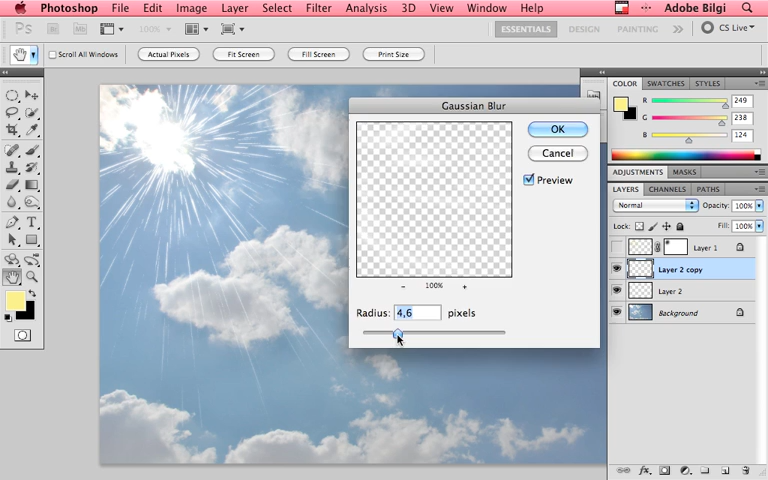 Photoshop File Edit Image Layer Select Filter Analysis 3D View Window Help Adobe Bilgi
Ps 100% ESSENTIALS DESIGN PAINTING CS Live
Scroll All Windows Actual Pixels Fit Screen Fill Screen Print Size
COLOR SWATCHES STYLES
R 249
G 238
B 124
ADJUSTMENTS MASKS
LAYERS CHANNELS PATHS
Normal Opacity: 100%
Lock: Fill: 100%
Layer 1
Layer 2 copy
Layer 2
Background
fx
Gaussian Blur
OK
Cancel
Preview
- 100% +
Radius: 4,6 pixels